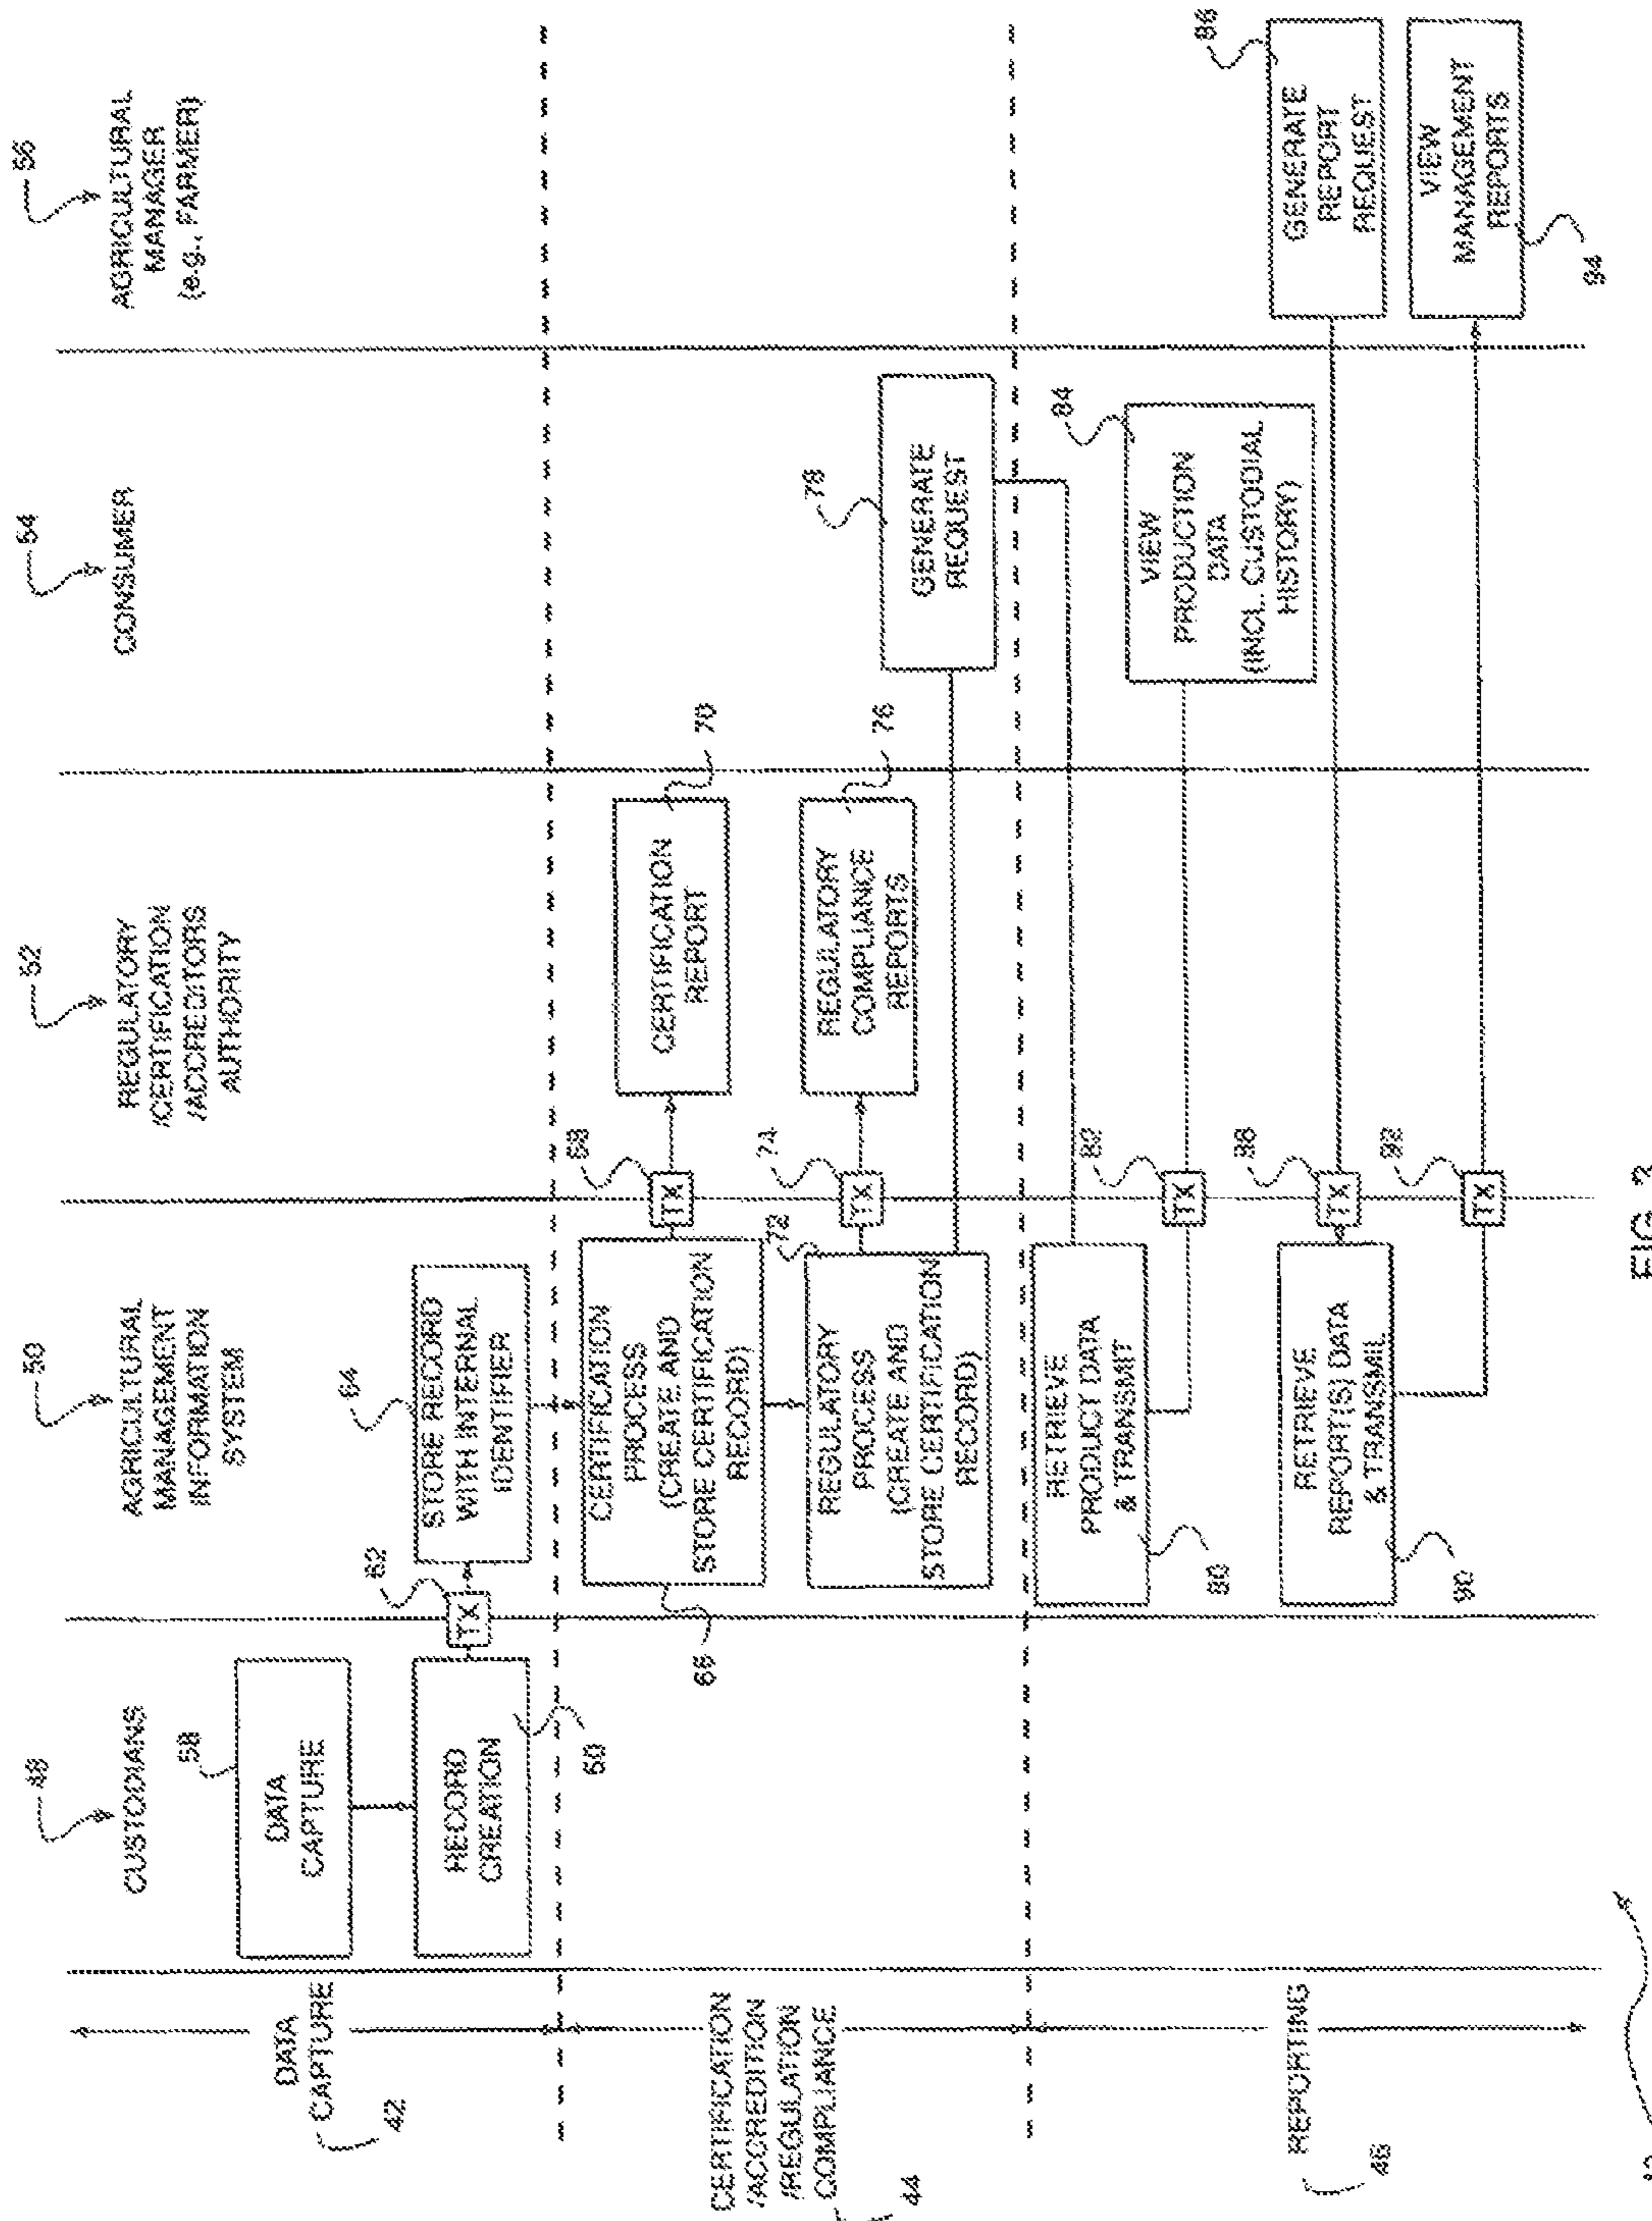 48
CUSTODIANS
50
AGRICULTURAL
MANAGEMENT
INFORMATION
SYSTEM
52
REGULATORY
/CERTIFICATION
/ACCREDITORS
AUTHORITY
54
CONSUMER
56
AGRICULTURAL
MANAGER
(e.g., FARMER)
DATA
CAPTURE
42
58
DATA
CAPTURE
RECORD
CREATION
60
62
TX
64
STORE RECORD
WITH INTERNAL
IDENTIFIER
CERTIFICATION
/ACCREDITION
/REGULATION
COMPLIANCE
44
66
CERTIFICATION
PROCESS
(CREATE AND
STORE CERTIFICATION
RECORD)
68
TX
CERTIFICATION
REPORT
70
72
REGULATORY
PROCESS
(CREATE AND
STORE CERTIFICATION
RECORD)
74
TX
REGULATORY
COMPLIANCE
REPORTS
76
78
GENERATE
REQUEST
REPORTING
46
RETRIEVE
PRODUCT DATA
& TRANSMIT
80
82
TX
84
VIEW
PRODUCTION
DATA
(INCL. CUSTODIAL
HISTORY)
86
GENERATE
REPORT
REQUEST
TX
RETRIEVE
REPORT(S) DATA
& TRANSMIT
90
92
TX
VIEW
MANAGEMENT
REPORTS
94